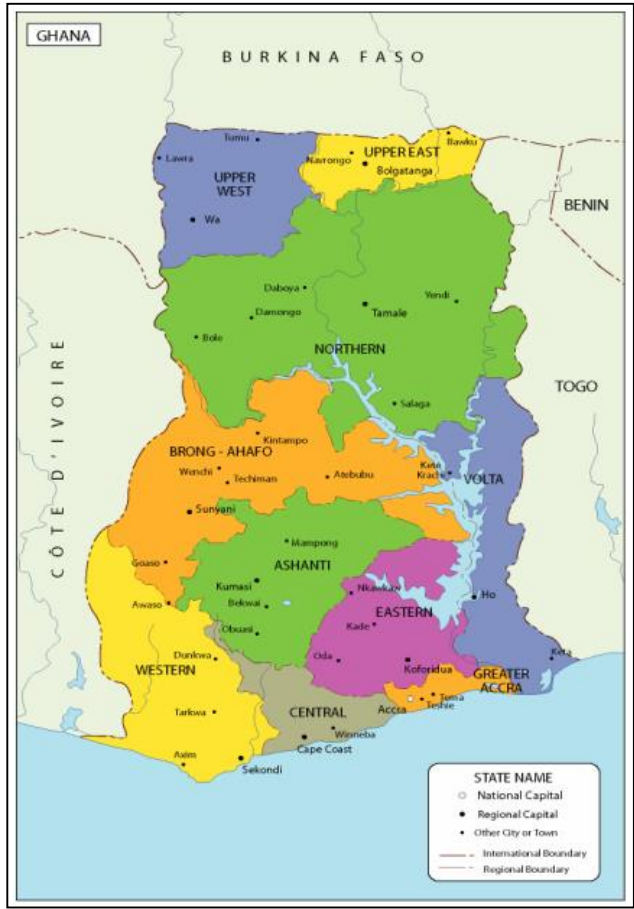 GHANA
BURKINA FASO
Tumu
Bawku
Lawra
Navrongo
UPPER EAST
Bolgatanga
UPPER
WEST
BENIN
Wa
Daboya
Yendi
Damongo
Tamale
Bole
NORTHERN
TOGO
Salaga
CÔTE D'IVOIRE
Kintampo
BRONG - AHAFO
Wenchi
Techiman
Atebubu
Kete
Krachi
VOLTA
Sunyani
Mampong
Goaso
ASHANTI
Kumasi
Nkawkaw
Awaso
Bekwai
Ho
EASTERN
Obuasi
Kade
Dunkwa
Oda
Koforidua
Keta
WESTERN
GREATER
ACCRA
Tema
Teshie
Accra
Tarkwa
CENTRAL
Winneba
Cape Coast
Axim
Sekondi
STATE NAME
National Capital
Regional Capital
Other City or Town
International Boundary
Regional Boundary